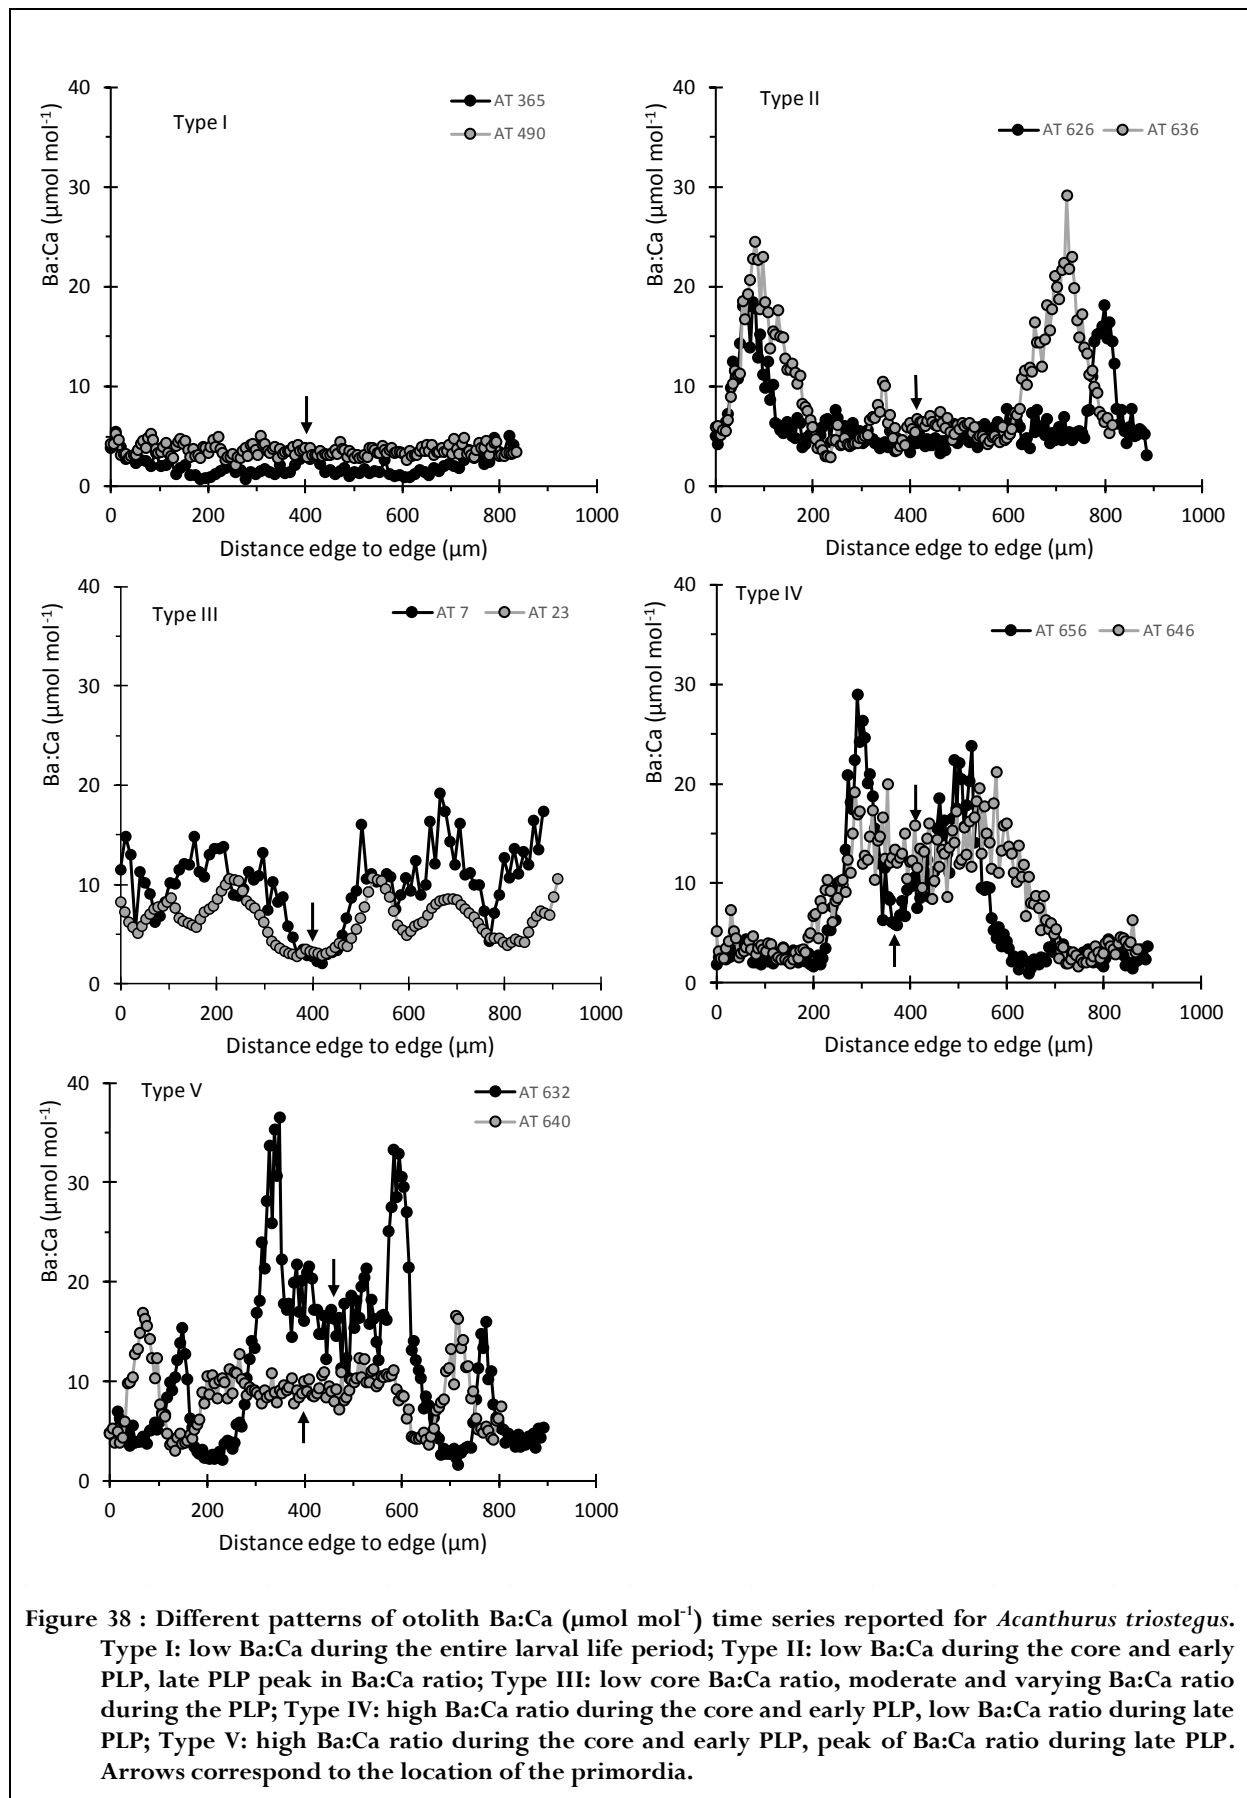 Type I
AT 365
AT 490
Ba:Ca (µmol mol⁻¹)
40
30
20
10
0
0 200 400 600 800 1000
Distance edge to edge (µm)
Type II
AT 626 AT 636
Ba:Ca (µmol mol⁻¹)
40
30
20
10
0
0 200 400 600 800 1000
Distance edge to edge (µm)
Type III
AT 7 AT 23
Ba:Ca (µmol mol⁻¹)
40
30
20
10
0
0 200 400 600 800 1000
Distance edge to edge (µm)
Type IV
AT 656 AT 646
Ba:Ca (µmol mol⁻¹)
40
30
20
10
0
0 200 400 600 800 1000
Distance edge to edge (µm)
Type V
AT 632
AT 640
Ba:Ca (µmol mol⁻¹)
40
30
20
10
0
0 200 400 600 800 1000
Distance edge to edge (µm)
Figure 38 : Different patterns of otolith Ba:Ca (µmol mol⁻¹) time series reported for Acanthurus triostegus.
Type I: low Ba:Ca during the entire larval life period; Type II: low Ba:Ca during the core and early
PLP, late PLP peak in Ba:Ca ratio; Type III: low core Ba:Ca ratio, moderate and varying Ba:Ca ratio
during the PLP; Type IV: high Ba:Ca ratio during the core and early PLP, low Ba:Ca ratio during late
PLP; Type V: high Ba:Ca ratio during the core and early PLP, peak of Ba:Ca ratio during late PLP.
Arrows correspond to the location of the primordia.